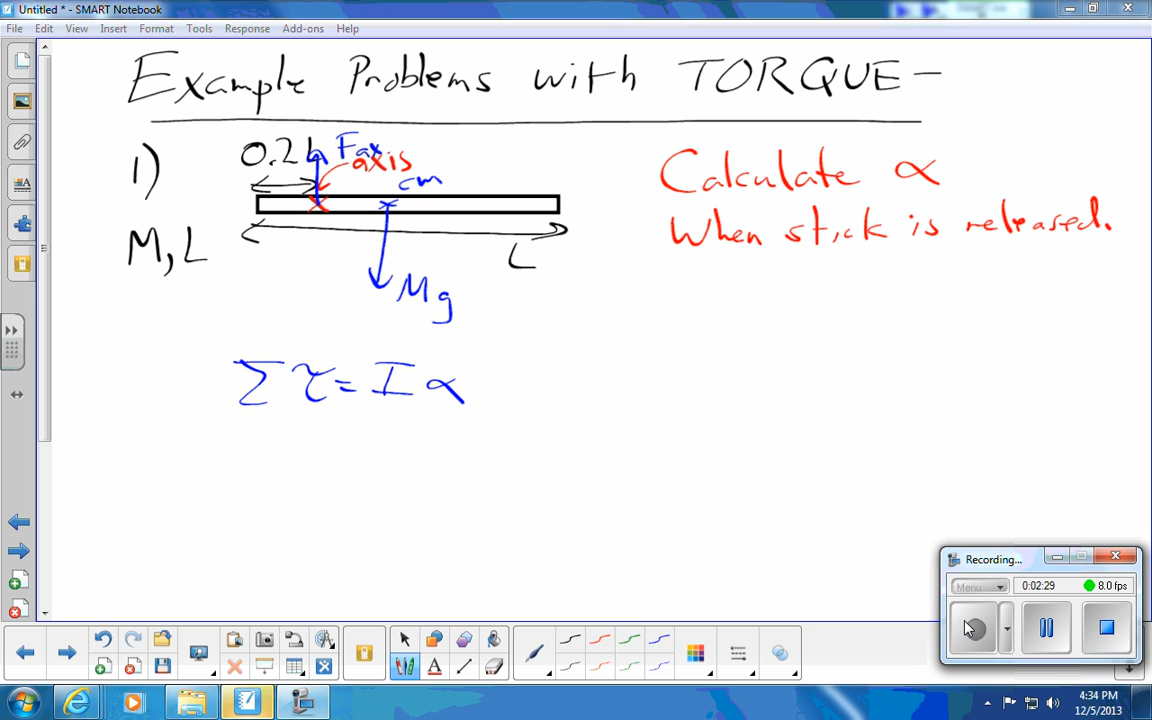 Untitled * - SMART Notebook
File Edit View Insert Format Tools Response Add-ons Help
Example Problems with TORQUE-
1)
0.2L Fax
axis
cm
Calculate α
When stick is released.
M, L
L
Mg
Σ τ = I α
Recording...
Menu 0:02:29 8.0 fps
A
4:34 PM
12/5/2013